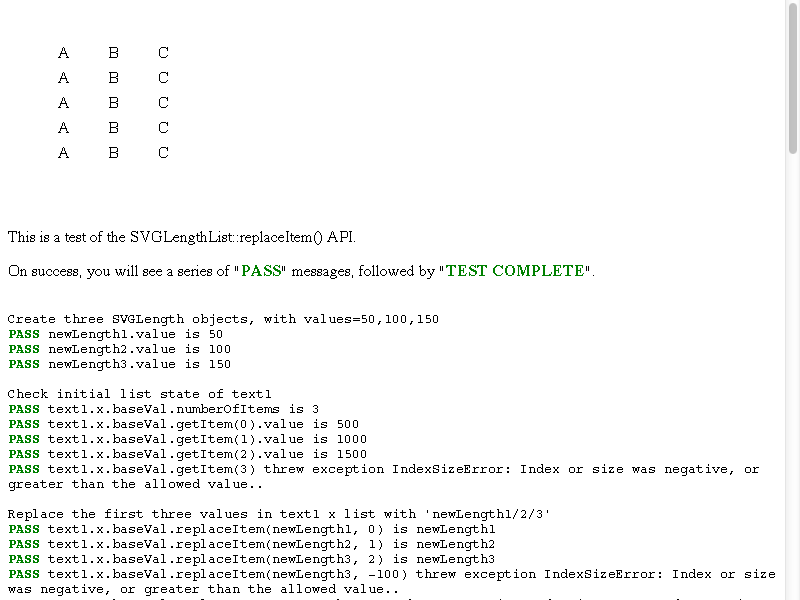 A B C
A B C
A B C
A B C
A B C
This is a test of the SVGLengthList::replaceItem() API.
On success, you will see a series of "PASS" messages, followed by "TEST COMPLETE".
Create three SVGLength objects, with values=50,100,150
PASS newLength1.value is 50
PASS newLength2.value is 100
PASS newLength3.value is 150
Check initial list state of text1
PASS text1.x.baseVal.numberOfItems is 3
PASS text1.x.baseVal.getItem(0).value is 500
PASS text1.x.baseVal.getItem(1).value is 1000
PASS text1.x.baseVal.getItem(2).value is 1500
PASS text1.x.baseVal.getItem(3) threw exception IndexSizeError: Index or size was negative, or
greater than the allowed value..
Replace the first three values in text1 x list with 'newLength1/2/3'
PASS text1.x.baseVal.replaceItem(newLength1, 0) is newLength1
PASS text1.x.baseVal.replaceItem(newLength2, 1) is newLength2
PASS text1.x.baseVal.replaceItem(newLength3, 2) is newLength3
PASS text1.x.baseVal.replaceItem(newLength3, -100) threw exception IndexSizeError: Index or size
was negative, or greater than the allowed value..